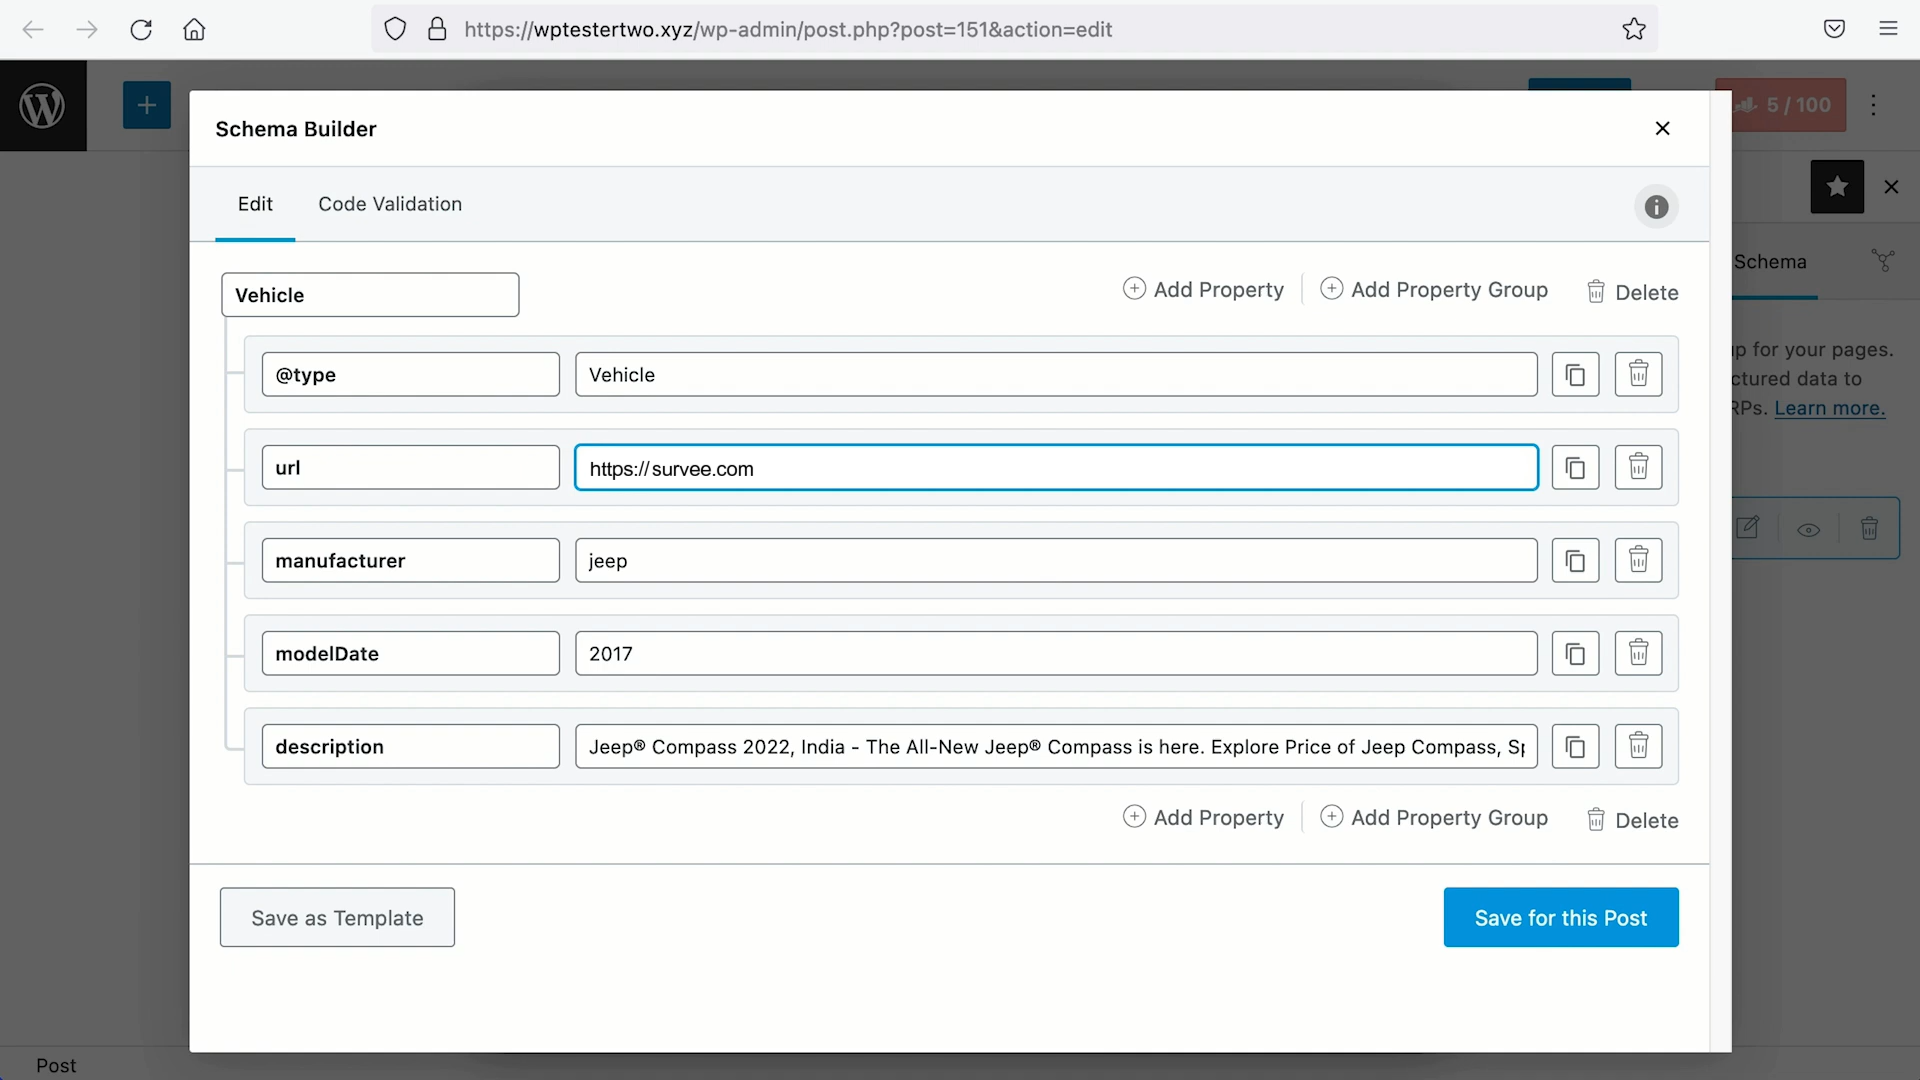 https://wptestertwo.xyz/wp-admin/post.php?post=151&action=edit
5 / 100
Schema Builder
Edit
Code Validation
Schema
Vehicle
Add Property
Add Property Group
Delete
up for your pages.
ctured data to
RPs. Learn more.
@type
Vehicle
url
https://survee.com
manufacturer
jeep
modelDate
2017
description
Jeep® Compass 2022, India - The All-New Jeep® Compass is here. Explore Price of Jeep Compass, Sp
Add Property
Add Property Group
Delete
Save as Template
Save for this Post
Post